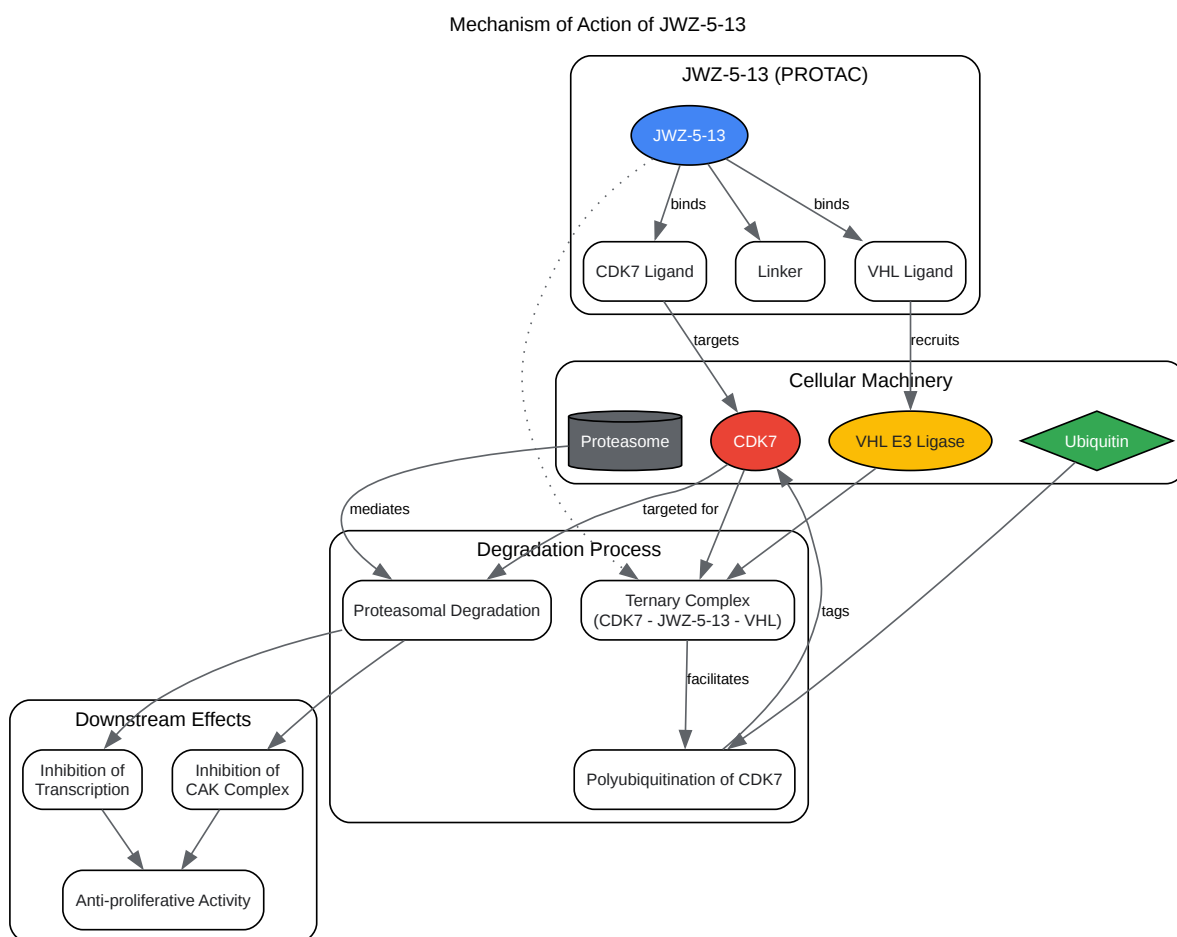 Mechanism of Action of JWZ-5-13
JWZ-5-13 (PROTAC)
JWZ-5-13
binds
binds
CDK7 Ligand
Linker
VHL Ligand
targets
recruits
Cellular Machinery
Proteasome
CDK7
VHL E3 Ligase
Ubiquitin
mediates
targeted for
Degradation Process
Proteasomal Degradation
Ternary Complex
(CDK7 - JWZ-5-13 - VHL)
tags
facilitates
Polyubiquitination of CDK7
Downstream Effects
Inhibition of
Transcription
Inhibition of
CAK Complex
Anti-proliferative Activity